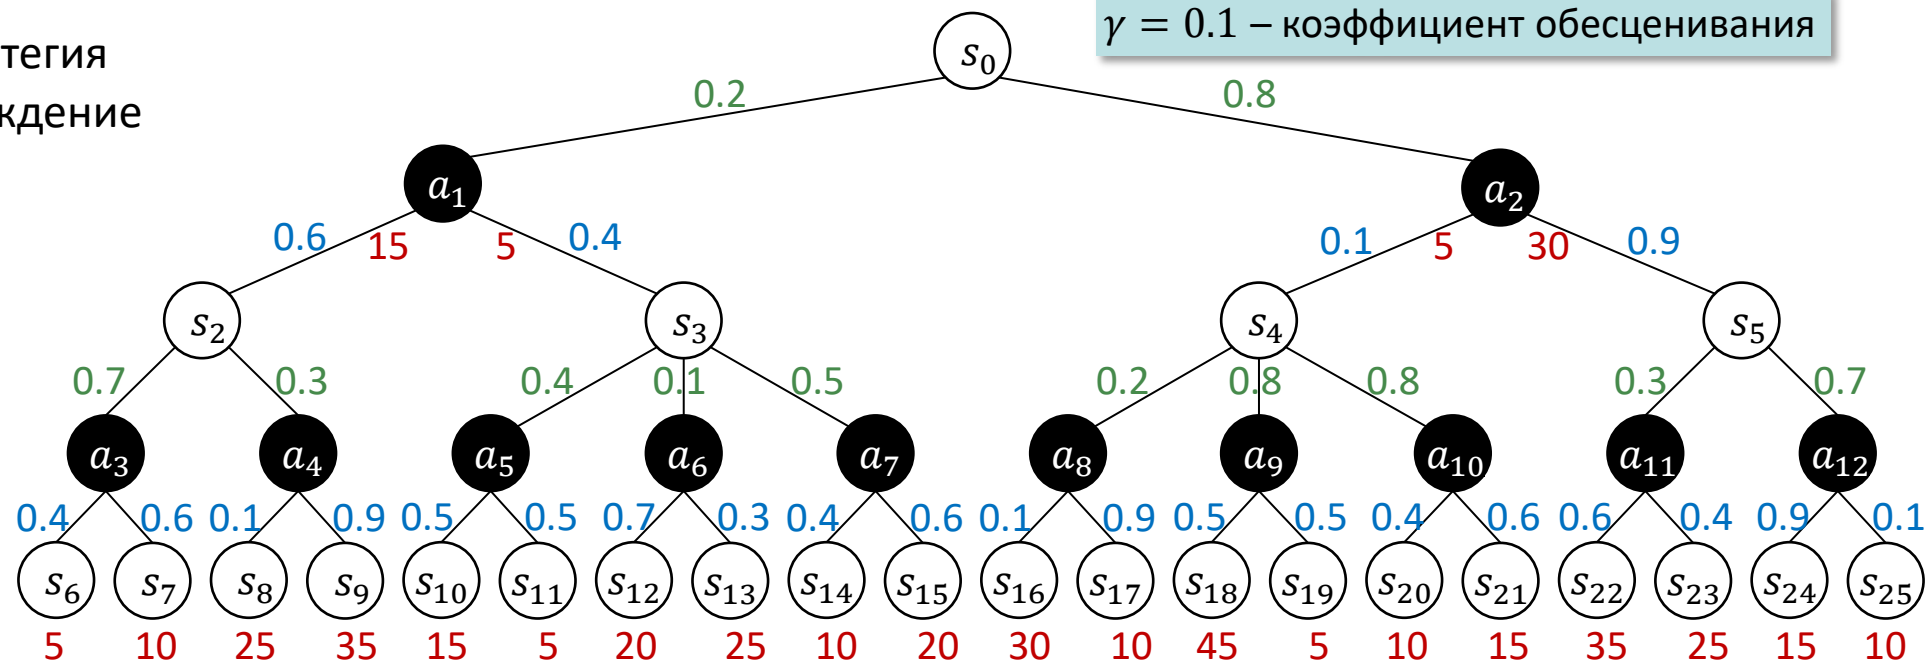 γ = 0.1 – коэффициент обесценивания
тегия
s₀
ждение
0.2 0.8
a₁ a₂
0.6 15 5 0.4 0.1 5 30 0.9
s₂ s₃ s₄ s₅
0.7 0.3 0.4 0.1 0.5 0.2 0.8 0.8 0.3 0.7
a₃ a₄ a₅ a₆ a₇ a₈ a₉ a₁₀ a₁₁ a₁₂
0.4 0.6 0.1 0.9 0.5 0.5 0.7 0.3 0.4 0.6 0.1 0.9 0.5 0.5 0.4 0.6 0.6 0.4 0.9 0.1
s₆ s₇ s₈ s₉ s₁₀ s₁₁ s₁₂ s₁₃ s₁₄ s₁₅ s₁₆ s₁₇ s₁₈ s₁₉ s₂₀ s₂₁ s₂₂ s₂₃ s₂₄ s₂₅
5 10 25 35 15 5 20 25 10 20 30 10 45 5 10 15 35 25 15 10